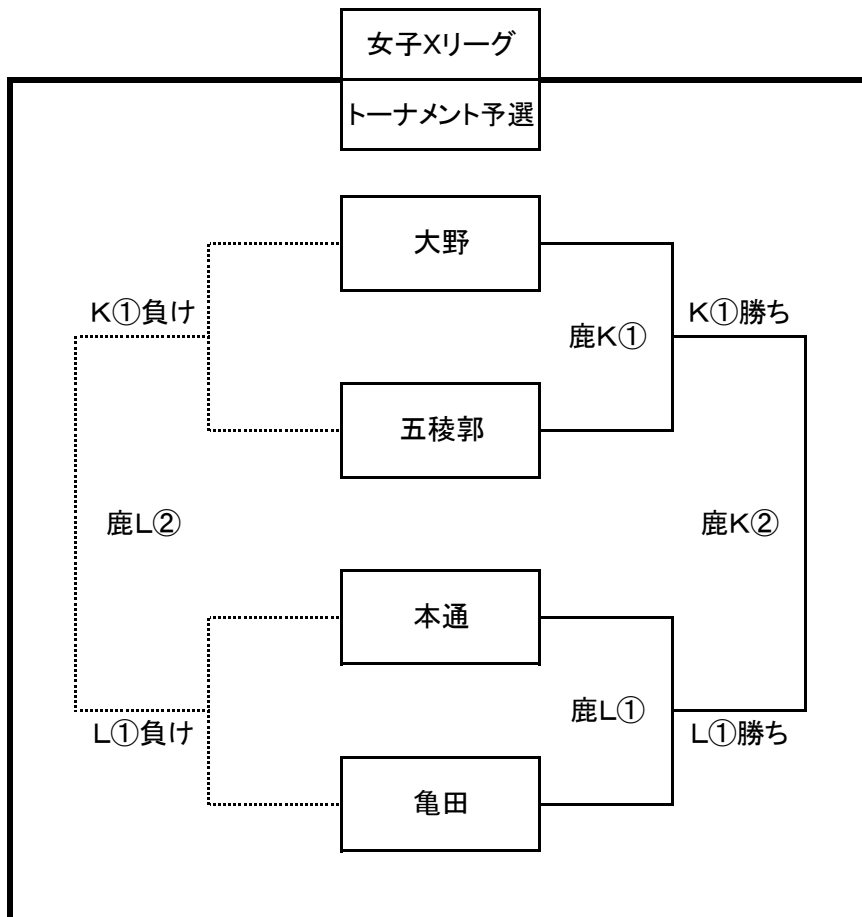 女子Xリーグ
トーナメント予選
大野
K①負け
鹿K①
K①勝ち
五稜郭
鹿L②
鹿K②
本通
L①負け
鹿L①
L①勝ち
亀田